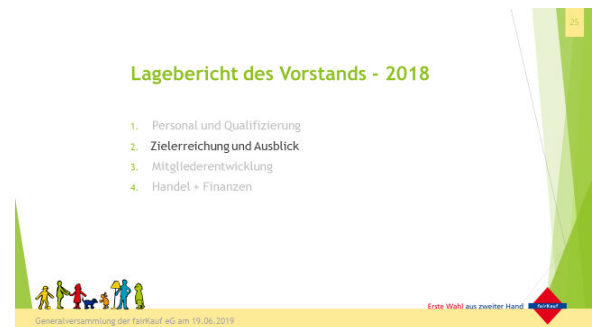 25
Lagebericht des Vorstands - 2018
1. Personal und Qualifizierung
2. Zielerreichung und Ausblick
3. Mitgliederentwicklung
4. Handel + Finanzen
Erste Wahl aus zweiter Hand
fairKauf
Generalversammlung der fairKauf eG am 19.06.2019